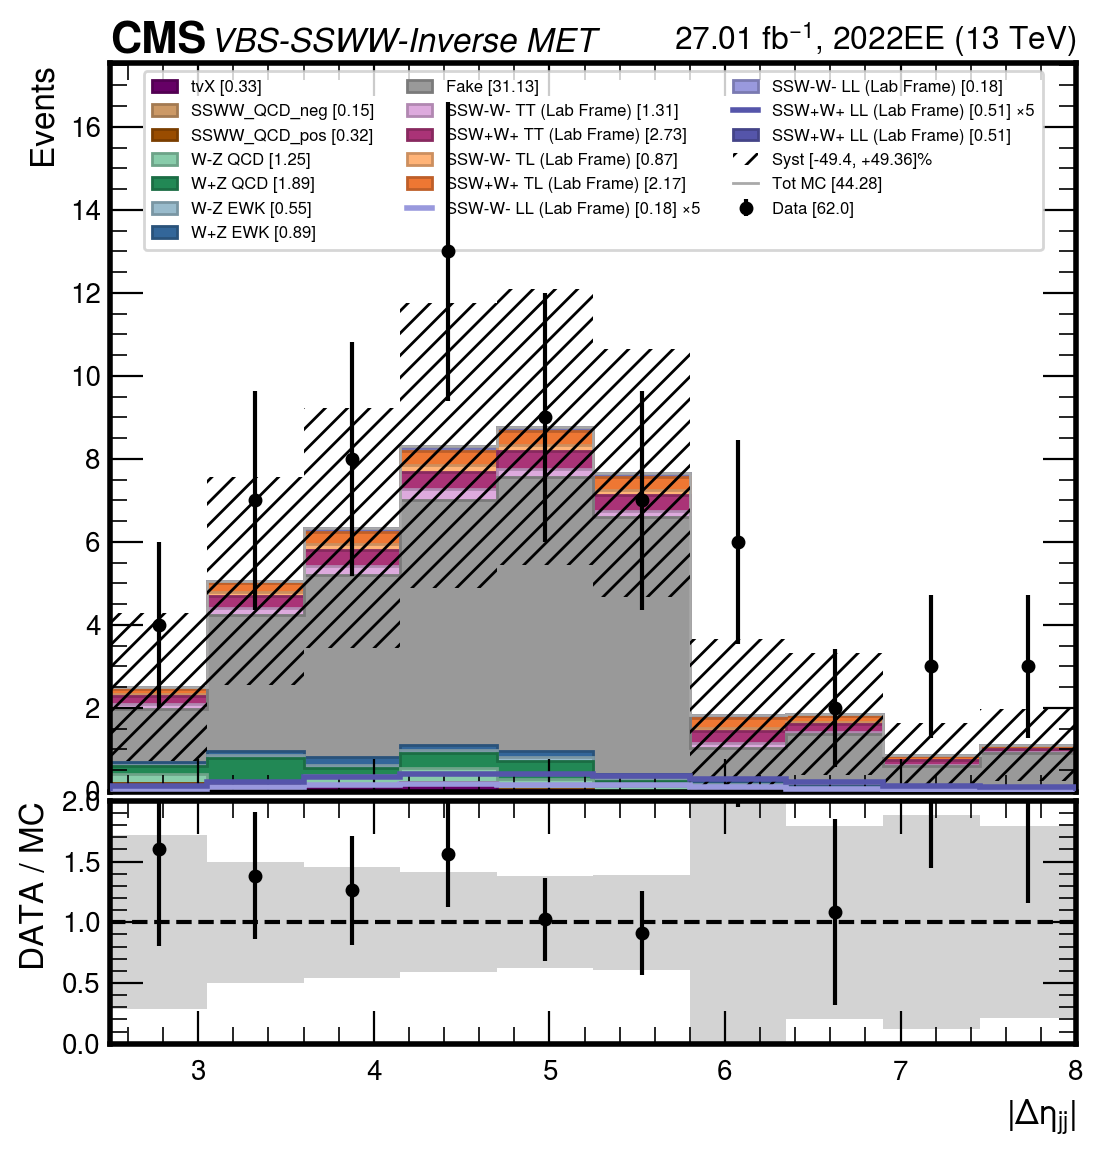 CMS VBS-SSWW-Inverse MET 27.01 fb⁻¹, 2022EE (13 TeV)
Events
tVX [0.33]
SSWW_QCD_neg [0.15]
SSWW_QCD_pos [0.32]
W-Z QCD [1.25]
W+Z QCD [1.89]
W-Z EWK [0.55]
W+Z EWK [0.89]
Fake [31.13]
SSW-W- TT (Lab Frame) [1.31]
SSW+W+ TT (Lab Frame) [2.73]
SSW-W- TL (Lab Frame) [0.87]
SSW+W+ TL (Lab Frame) [2.17]
SSW-W- LL (Lab Frame) [0.18] ×5
SSW-W- LL (Lab Frame) [0.18]
SSW+W+ LL (Lab Frame) [0.51] ×5
SSW+W+ LL (Lab Frame) [0.51]
Syst [-49.4, +49.36]%
Tot MC [44.28]
Data [62.0]
16
14
12
10
8
6
4
2
0
DATA / MC
2.0
1.5
1.0
0.5
0.0
3 4 5 6 7 8
|Δηjj|